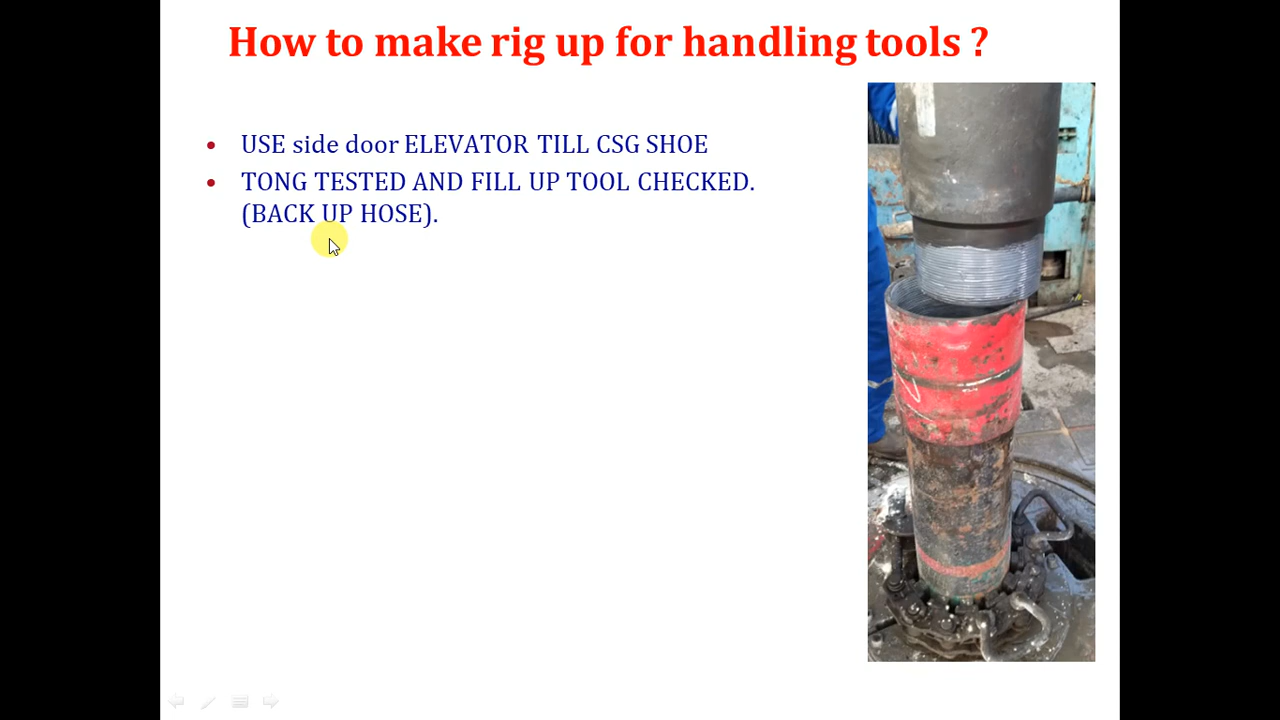 How to make rig up for handling tools ?
• USE side door ELEVATOR TILL CSG SHOE
• TONG TESTED AND FILL UP TOOL CHECKED.
(BACK UP HOSE).